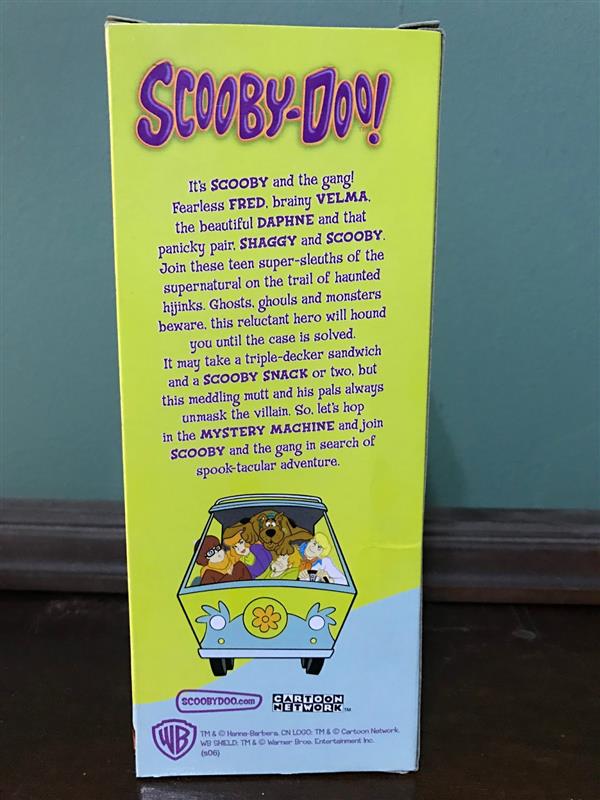 SCOOBY-DOO!
TM
It's SCOOBY and the gang!
Fearless FRED, brainy VELMA,
the beautiful DAPHNE and that
panicky pair, SHAGGY and SCOOBY.
Join these teen super-sleuths of the
supernatural on the trail of haunted
hijinks. Ghosts, ghouls and monsters
beware, this reluctant hero will hound
you until the case is solved.
It may take a triple-decker sandwich
and a SCOOBY SNACK or two, but
this meddling mutt and his pals always
unmask the villain. So, let's hop
in the MYSTERY MACHINE and join
SCOOBY and the gang in search of
spook-tacular adventure.
SCOOBYDOO.com
CARTOON
NETWORK TM
WB
TM & © Hanna-Barbera. CN LOGO: TM & © Cartoon Network.
WB SHIELD: TM & © Warner Bros. Entertainment Inc.
(s06)